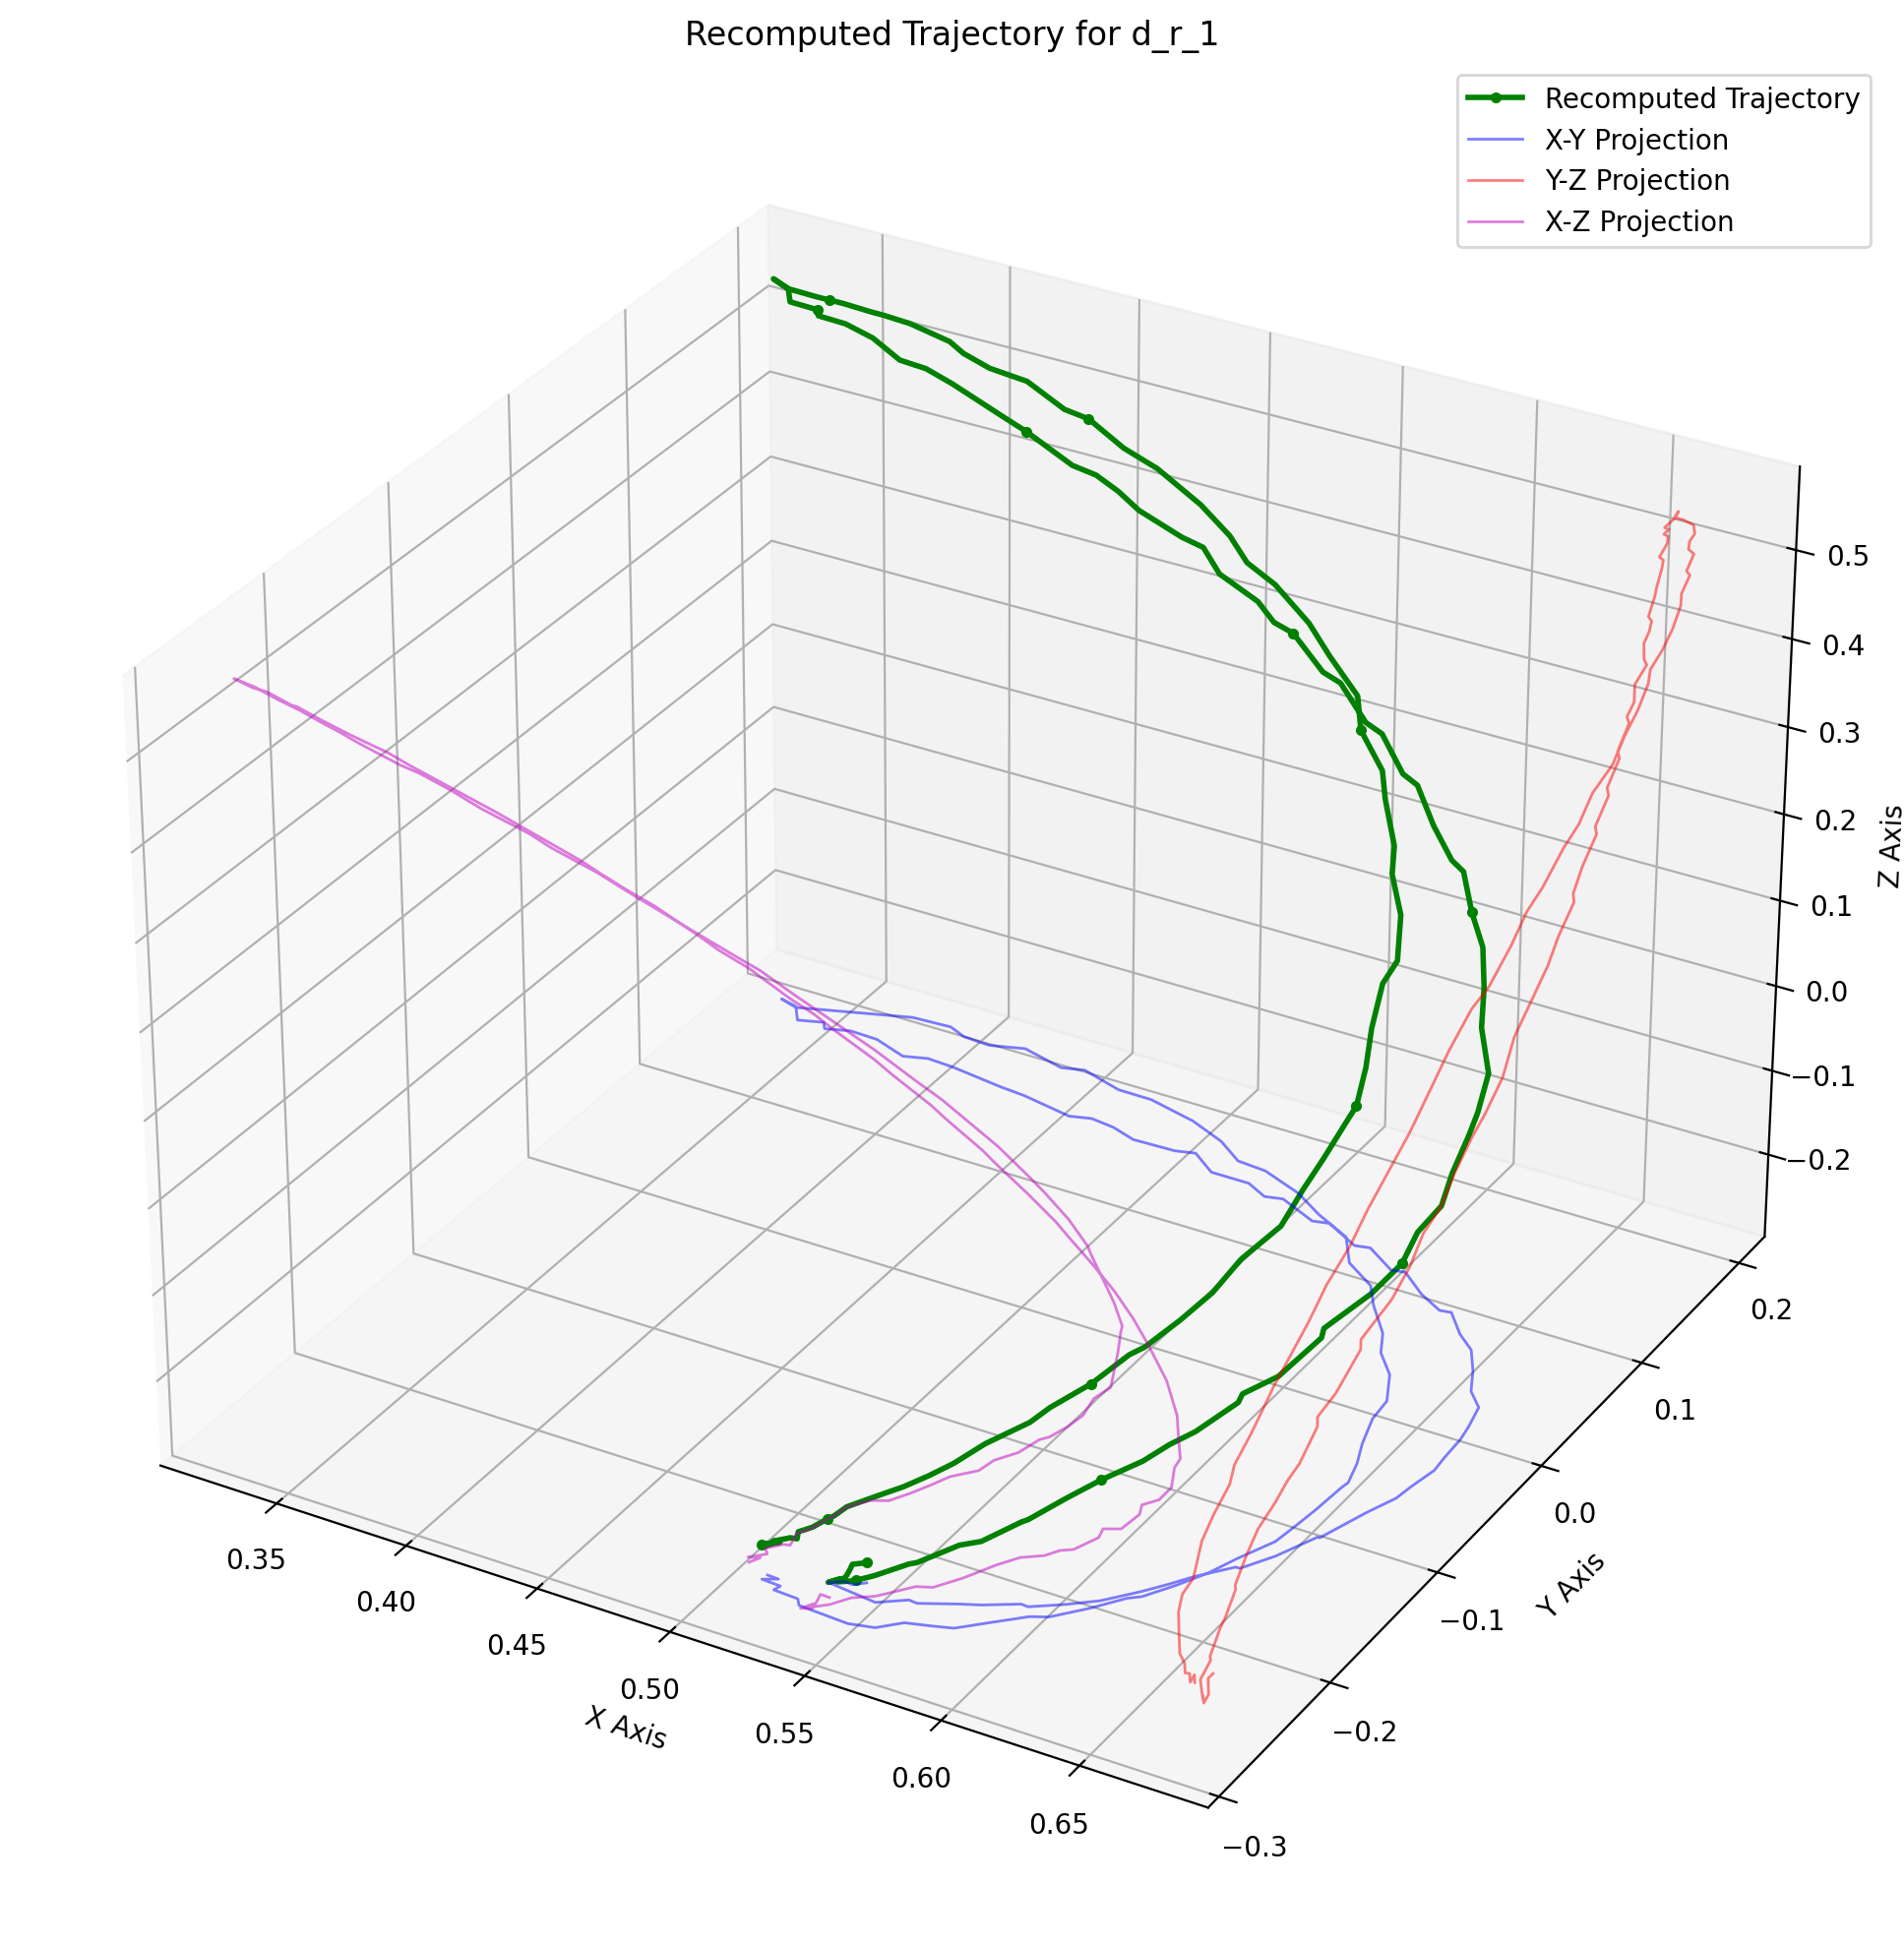 Recomputed Trajectory for d_r_1
Recomputed Trajectory
X-Y Projection
Y-Z Projection
X-Z Projection
0.5
0.4
0.3
0.2
0.1
0.0
−0.1
−0.2
Z Axis
0.2
0.1
0.0
−0.1
−0.2
−0.3
Y Axis
0.35
0.40
0.45
0.50
0.55
0.60
0.65
X Axis